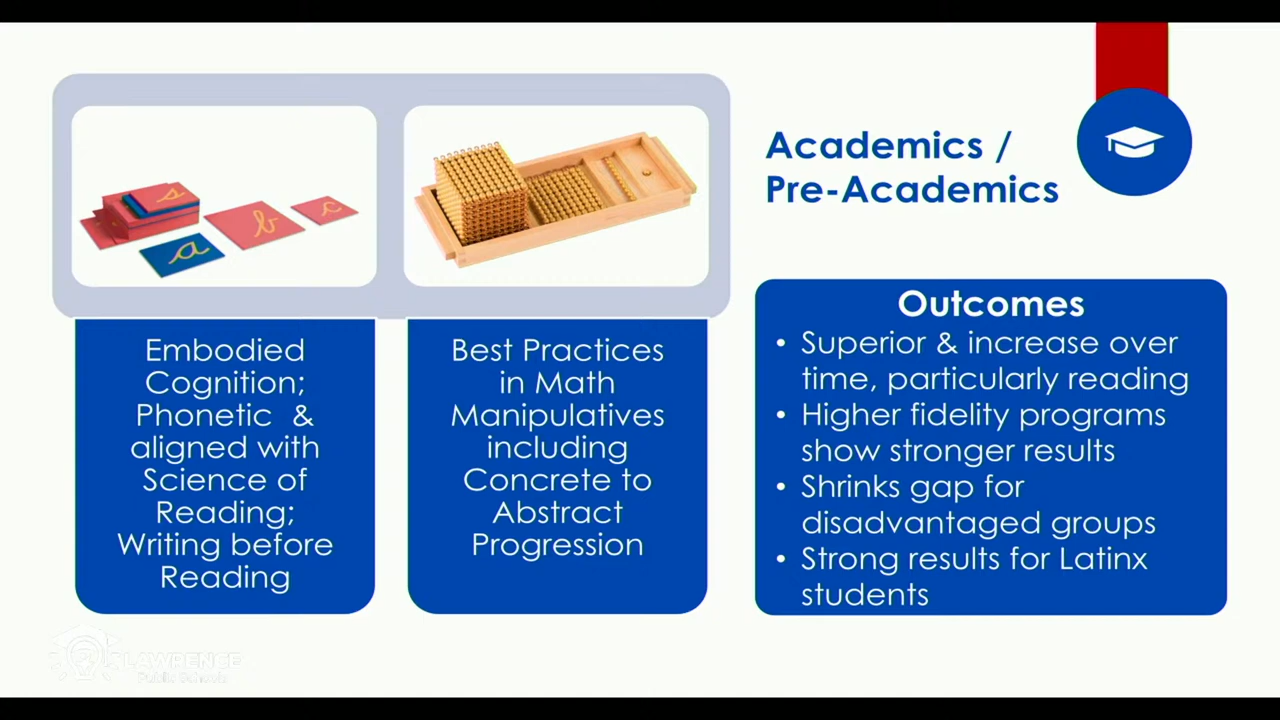 Academics /
Pre-Academics
s
a
b
c
Embodied
Cognition;
Phonetic &
aligned with
Science of
Reading;
Writing before
Reading
Best Practices
in Math
Manipulatives
including
Concrete to
Abstract
Progression
Outcomes
• Superior & increase over
time, particularly reading
• Higher fidelity programs
show stronger results
• Shrinks gap for
disadvantaged groups
• Strong results for Latinx
students
LAWRENCE
Public Schools